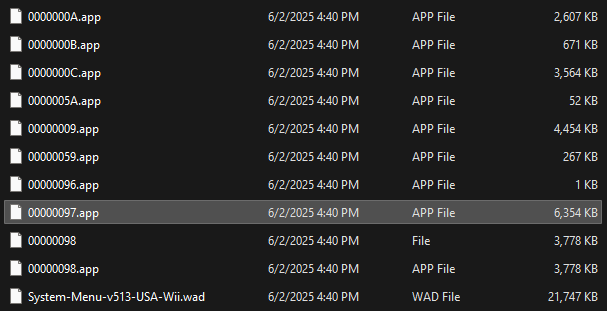 0000000A.app 6/2/2025 4:40 PM APP File 2,607 KB
0000000B.app 6/2/2025 4:40 PM APP File 671 KB
0000000C.app 6/2/2025 4:40 PM APP File 3,564 KB
0000005A.app 6/2/2025 4:40 PM APP File 52 KB
00000009.app 6/2/2025 4:40 PM APP File 4,454 KB
00000059.app 6/2/2025 4:40 PM APP File 267 KB
00000096.app 6/2/2025 4:40 PM APP File 1 KB
00000097.app 6/2/2025 4:40 PM APP File 6,354 KB
00000098 6/2/2025 4:40 PM File 3,778 KB
00000098.app 6/2/2025 4:40 PM APP File 3,778 KB
System-Menu-v513-USA-Wii.wad 6/2/2025 4:40 PM WAD File 21,747 KB